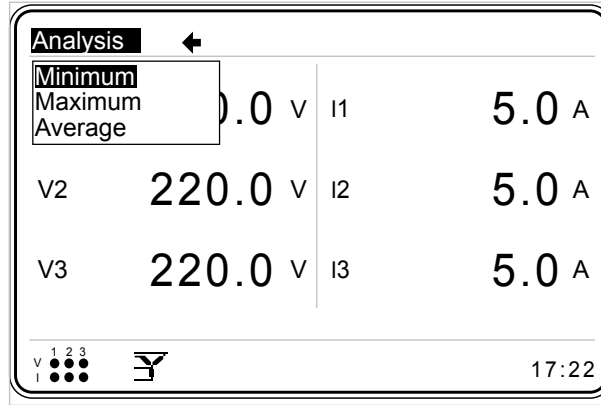 Analysis
Minimum
Maximum
Average
.0 V I1 5.0 A
V2 220.0 V I2 5.0 A
V3 220.0 V I3 5.0 A
1 2 3
V
I
17:22